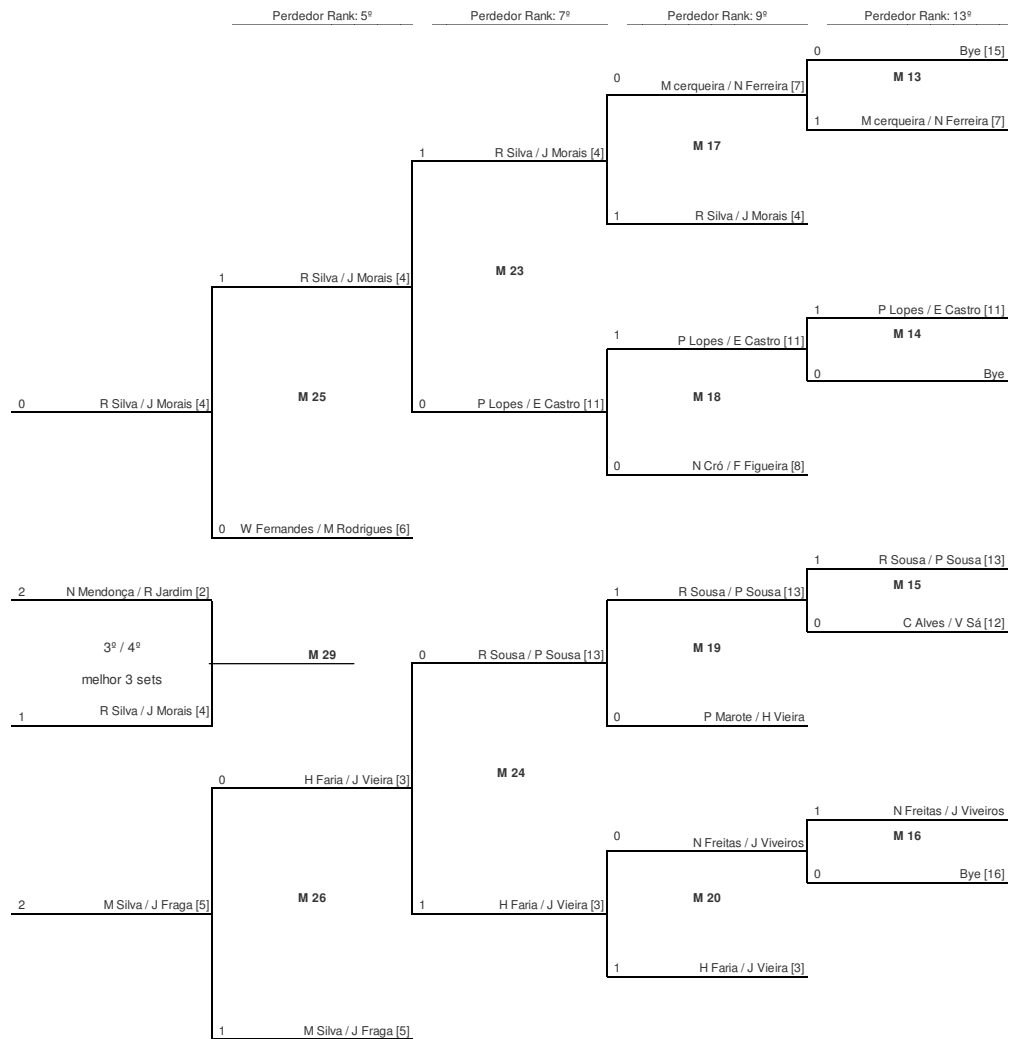 Perdedor Rank: 5º Perdedor Rank: 7º Perdedor Rank: 9º Perdedor Rank: 13º
0 Bye [15]
M 13
0 M cerqueira / N Ferreira [7]
1 M cerqueira / N Ferreira [7]
M 17
1 R Silva / J Morais [4]
1 R Silva / J Morais [4]
M 23
1 R Silva / J Morais [4]
1 P Lopes / E Castro [11]
M 14
1 P Lopes / E Castro [11]
0 Bye
M 25 M 18
0 R Silva / J Morais [4] 0 P Lopes / E Castro [11]
0 N Cró / F Figueira [8]
0 W Fernandes / M Rodrigues [6]
1 R Sousa / P Sousa [13]
M 15
2 N Mendonça / R Jardim [2] 1 R Sousa / P Sousa [13]
0 C Alves / V Sá [12]
3º / 4º M 29 0 R Sousa / P Sousa [13] M 19
melhor 3 sets
1 R Silva / J Morais [4] 0 P Marote / H Vieira
M 24
0 H Faria / J Vieira [3]
1 N Freitas / J Viveiros
M 16
0 N Freitas / J Viveiros
0 Bye [16]
M 26 M 20
2 M Silva / J Fraga [5] 1 H Faria / J Vieira [3]
1 H Faria / J Vieira [3]
1 M Silva / J Fraga [5]